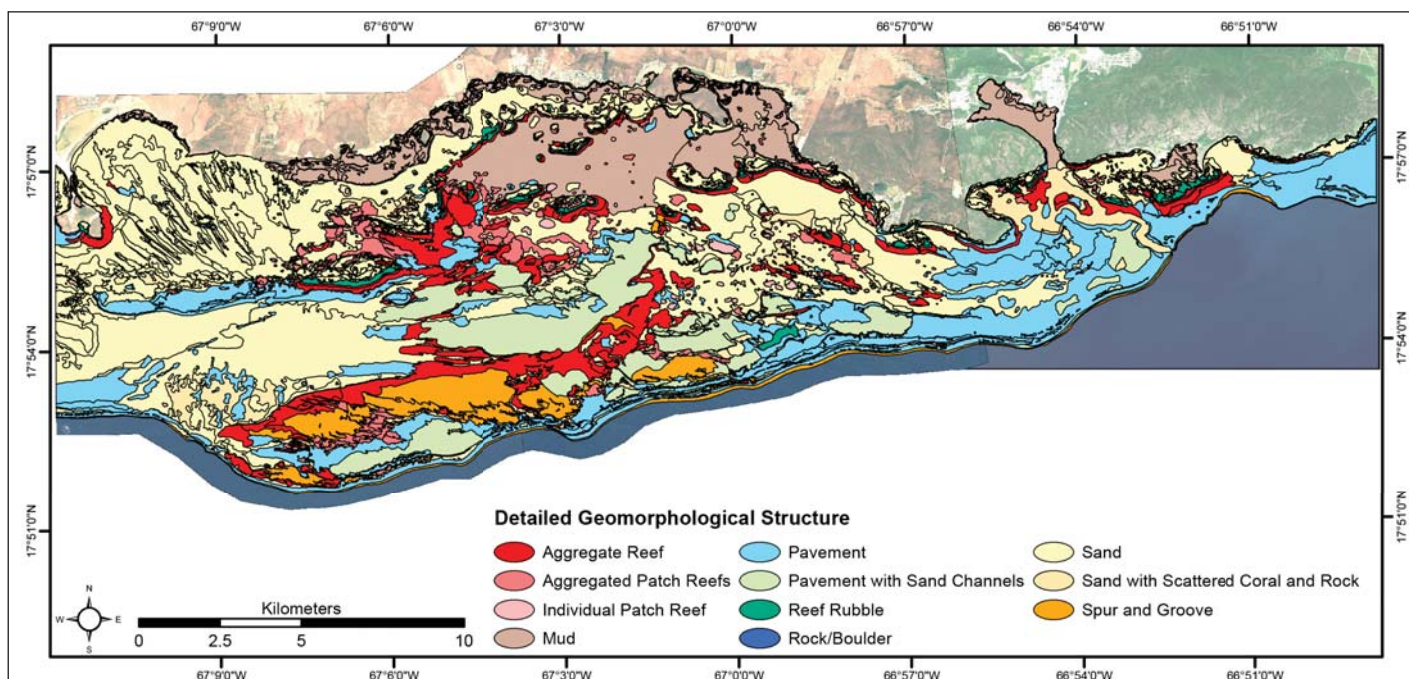 67°9'0"W 67°6'0"W 67°3'0"W 67°0'0"W 66°57'0"W 66°54'0"W 66°51'0"W
17°57'0"N 17°57'0"N
17°54'0"N 17°54'0"N
17°51'0"N 17°51'0"N
Detailed Geomorphological Structure
Aggregate Reef Pavement Sand
Aggregated Patch Reefs Pavement with Sand Channels Sand with Scattered Coral and Rock
Individual Patch Reef Reef Rubble Spur and Groove
Mud Rock/Boulder
N
W E
S
Kilometers
0 2.5 5 10
67°9'0"W 67°6'0"W 67°3'0"W 67°0'0"W 66°57'0"W 66°54'0"W 66°51'0"W